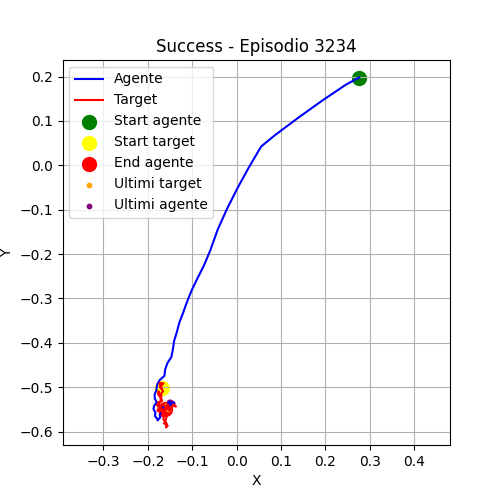 Success - Episodio 3234
Agente
Target
Start agente
Start target
End agente
Ultimi target
Ultimi agente
0.2
0.1
0.0
−0.1
−0.2
−0.3
−0.4
−0.5
−0.6
Y
−0.3
−0.2
−0.1
0.0
0.1
0.2
0.3
0.4
X